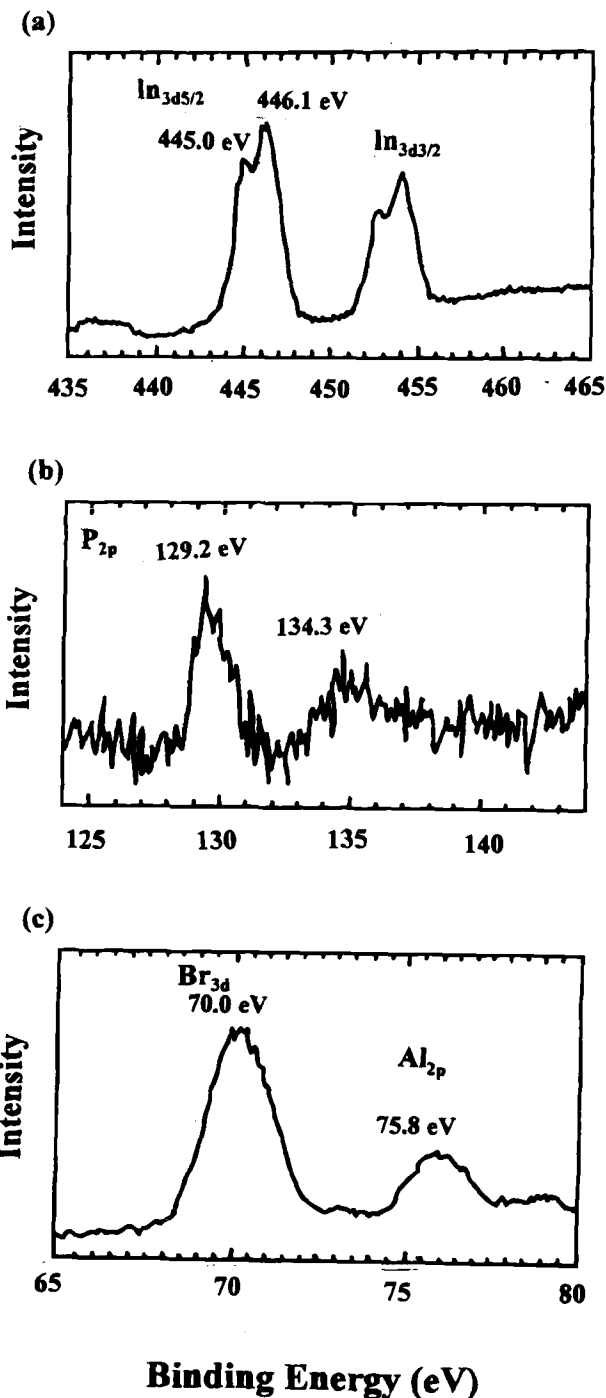 (a)
In3d5/2
446.1 eV
445.0 eV
In3d3/2
Intensity
435 440 445 450 455 460 465
(b)
P2p
129.2 eV
134.3 eV
Intensity
125 130 135 140
(c)
Br3d
70.0 eV
Al2p
75.8 eV
Intensity
65 70 75 80
Binding Energy (eV)